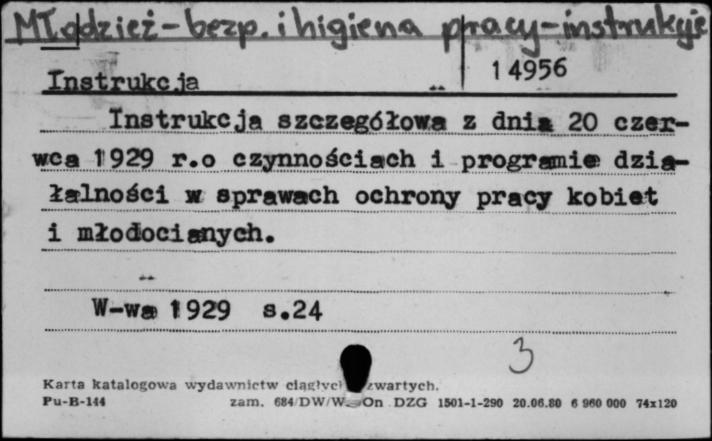 Młodzież-bezp. i higiena pracy-instrukcje
Instrukcja 14956
Instrukcja szczegółowa z dnia 20 czer-
wca 1929 r.o czynnościach i programie dzia-
łalności w sprawach ochrony pracy kobiet
i młodocianych.
W-wa 1929 s.24
3
Karta katalogowa wydawnictw ciągłych zwartych.
Pu-B-144 zam. 684/DW/W. On DZG 1501-1-290 20.06.80 6 960 000 74x120